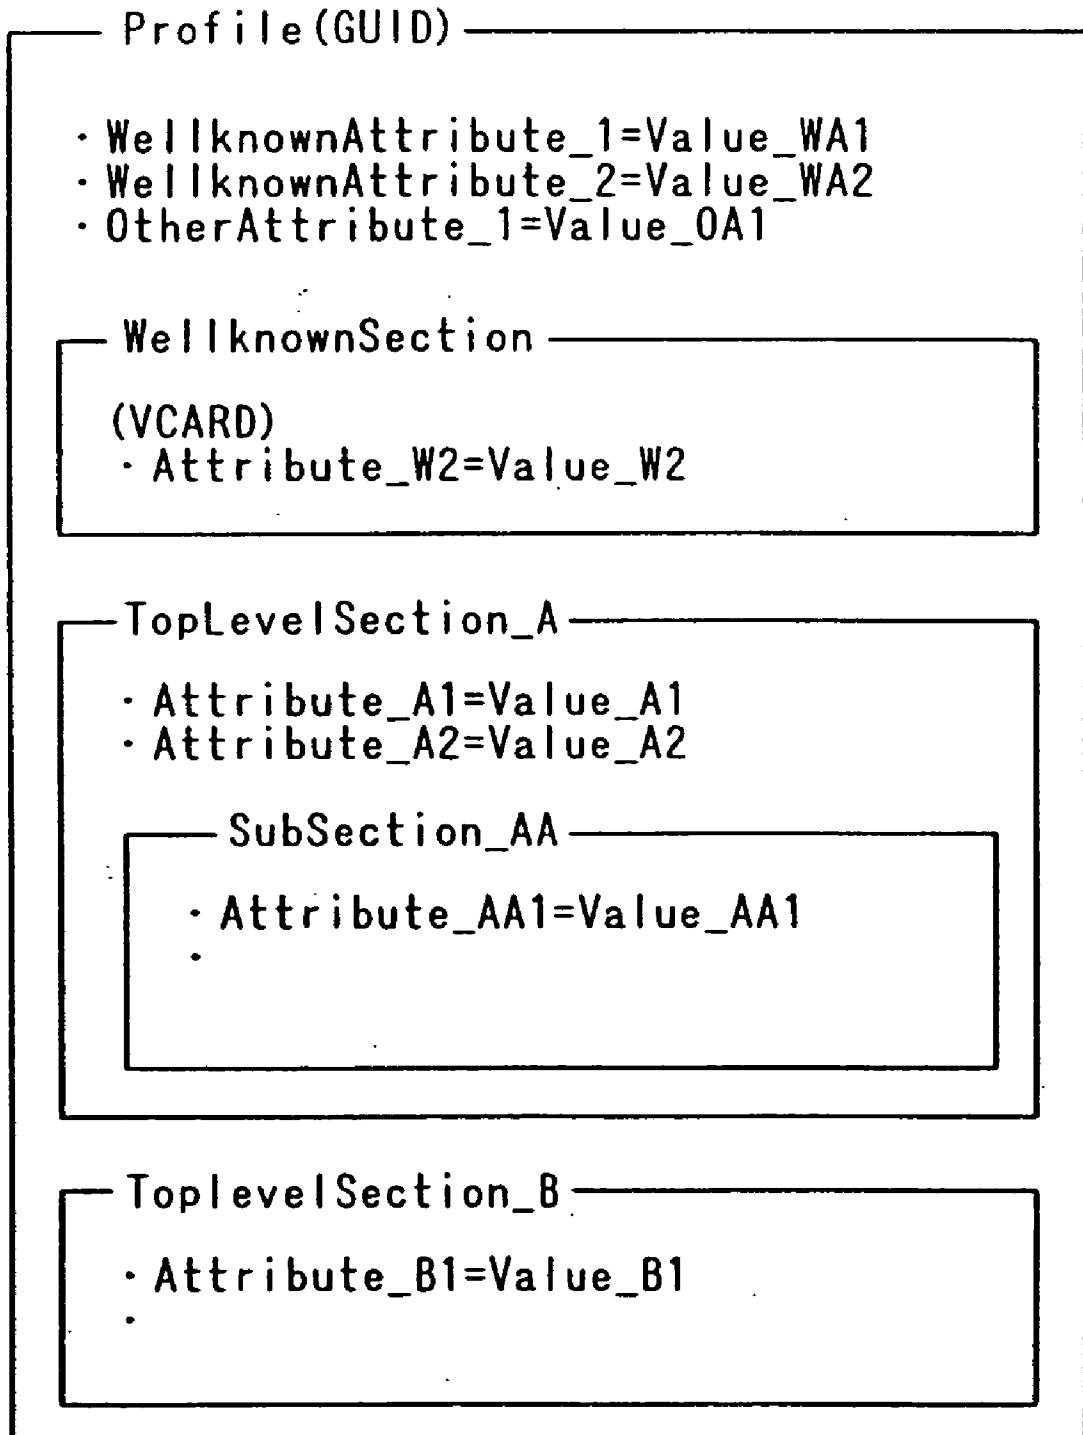 Profile(GUID)
・WellknownAttribute_1=Value_WA1
・WellknownAttribute_2=Value_WA2
・OtherAttribute_1=Value_OA1
WellknownSection
(VCARD)
・Attribute_W2=Value_W2
TopLevelSection_A
・Attribute_A1=Value_A1
・Attribute_A2=Value_A2
SubSection_AA
・Attribute_AA1=Value_AA1
・
ToplevelSection_B
・Attribute_B1=Value_B1
・